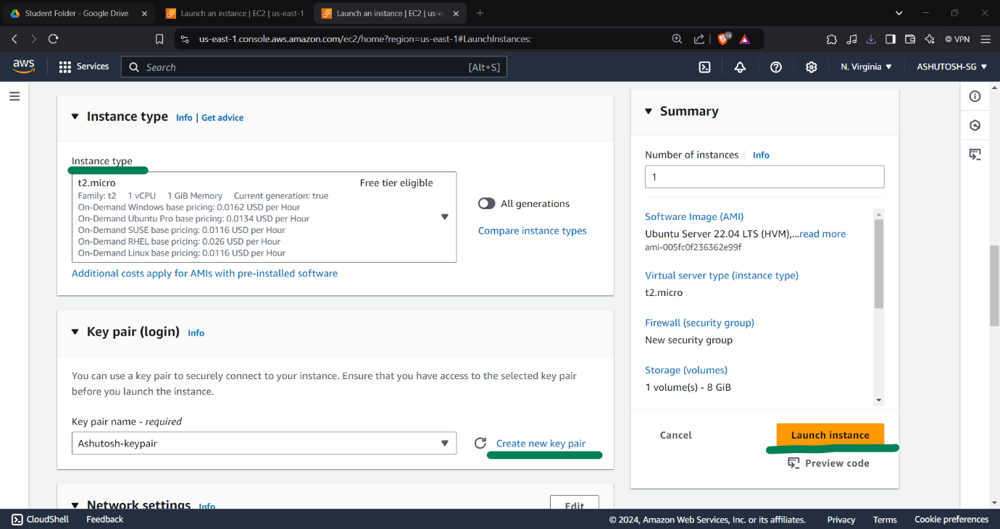 Student Folder - Google Drive
Launch an instance | EC2 | us-east-1
Launch an instance | EC2 | us-e
us-east-1.console.aws.amazon.com/ec2/home?region=us-east-1#LaunchInstances:
14
VPN
aws
Services
Search
[Alt+S]
N. Virginia
ASHUTOSH-SG
Instance type Info | Get advice
Instance type
t2.micro Free tier eligible
Family: t2 1 vCPU 1 GiB Memory Current generation: true
On-Demand Windows base pricing: 0.0162 USD per Hour
On-Demand Ubuntu Pro base pricing: 0.0134 USD per Hour
On-Demand SUSE base pricing: 0.0116 USD per Hour
On-Demand RHEL base pricing: 0.026 USD per Hour
On-Demand Linux base pricing: 0.0116 USD per Hour
All generations
Compare instance types
Additional costs apply for AMIs with pre-installed software
Key pair (login) Info
You can use a key pair to securely connect to your instance. Ensure that you have access to the selected key pair
before you launch the instance.
Key pair name - required
Ashutosh-keypair
Create new key pair
Network settings Info
Edit
Summary
Number of instances Info
1
Software Image (AMI)
Ubuntu Server 22.04 LTS (HVM),...read more
ami-005fc0f236362e99f
Virtual server type (instance type)
t2.micro
Firewall (security group)
New security group
Storage (volumes)
1 volume(s) - 8 GiB
Cancel
Launch instance
Preview code
CloudShell
Feedback
© 2024, Amazon Web Services, Inc. or its affiliates.
Privacy
Terms
Cookie preferences